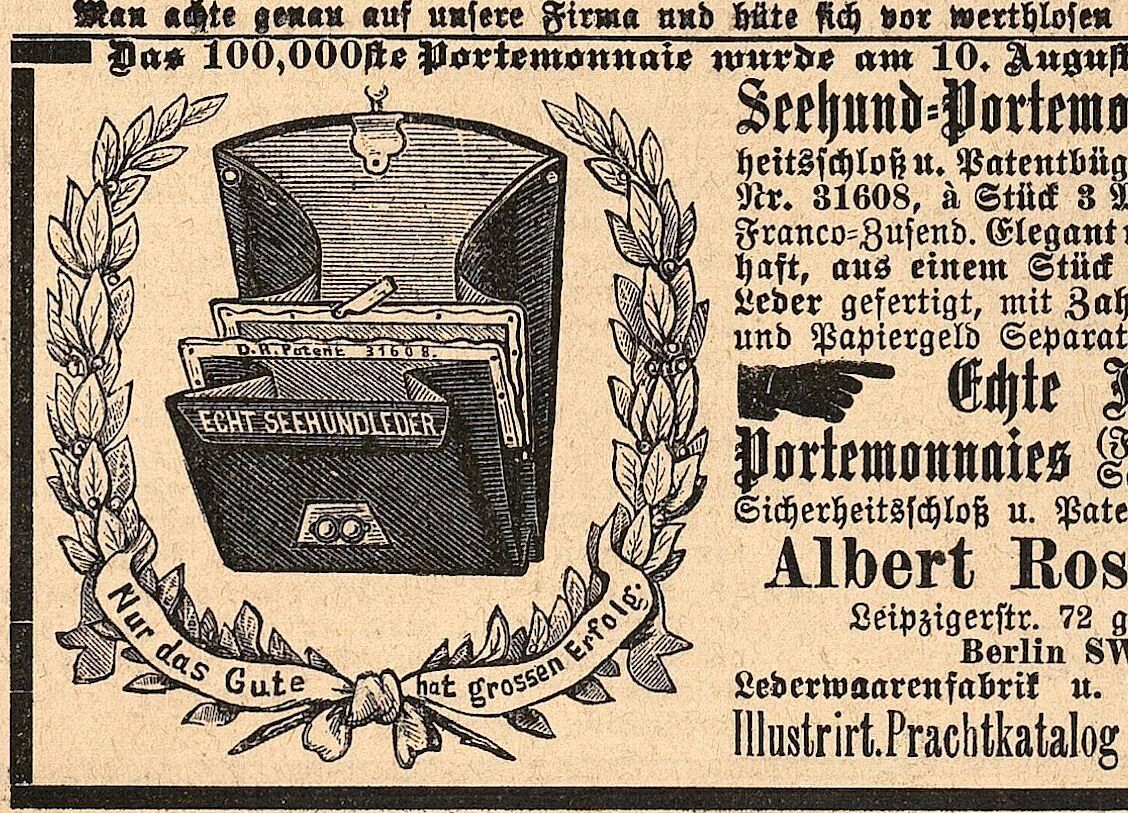 Man achte genau auf unsere Firma und hüte sich vor werthlosen
Das 100,000ste Portemonnaie wurde am 10. August
D. R. Patent 31608.
ECHT SEEHUNDLEDER
Nur das Gute hat grossen Erfolg.
Seehund-Portemo
heitsschloß u. Patentbüg
Nr. 31608, à Stück 3 M
Franco-Zusend. Elegant
haft, aus einem Stück
Leder gefertigt, mit Zah
und Papiergeld Separat
Echte
Portemonnaies
Sicherheitsschloß u. Pate
Albert Ros
Leipzigerstr. 72 g
Berlin SW
Lederwaarenfabrik u.
Illustrirt. Prachtkatalog